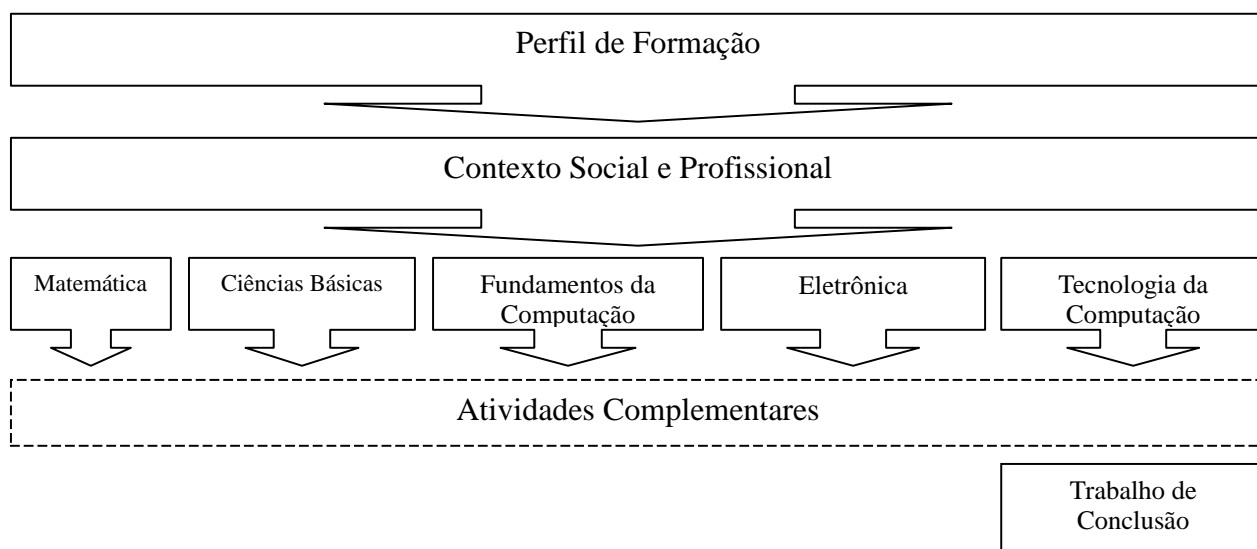 Perfil de Formação
Contexto Social e Profissional
Matemática
Ciências Básicas
Fundamentos da
Computação
Eletrônica
Tecnologia da
Computação
Atividades Complementares
Trabalho de
Conclusão